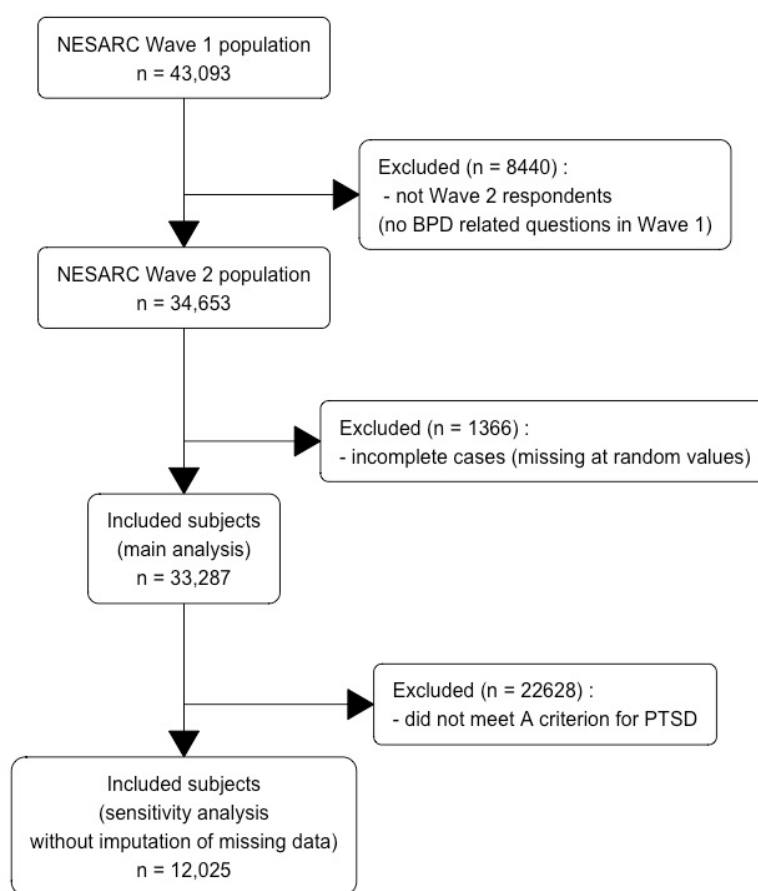 NESARC Wave 1 population
n = 43,093
Excluded (n = 8440) :
- not Wave 2 respondents
(no BPD related questions in Wave 1)
NESARC Wave 2 population
n = 34,653
Excluded (n = 1366) :
- incomplete cases (missing at random values)
Included subjects
(main analysis)
n = 33,287
Excluded (n = 22628) :
- did not meet A criterion for PTSD
Included subjects
(sensitivity analysis
without imputation of missing data)
n = 12,025